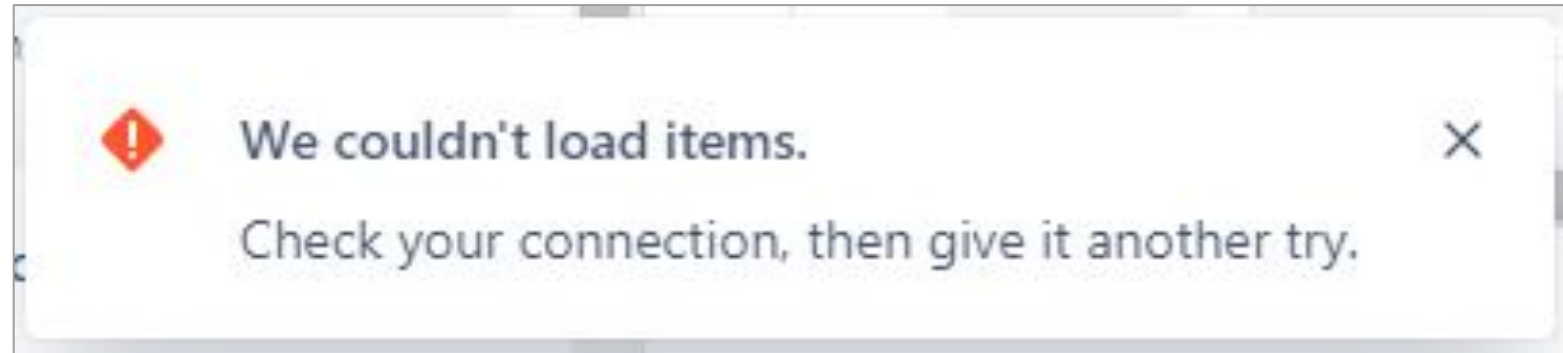 We couldn't load items.
Check your connection, then give it another try.